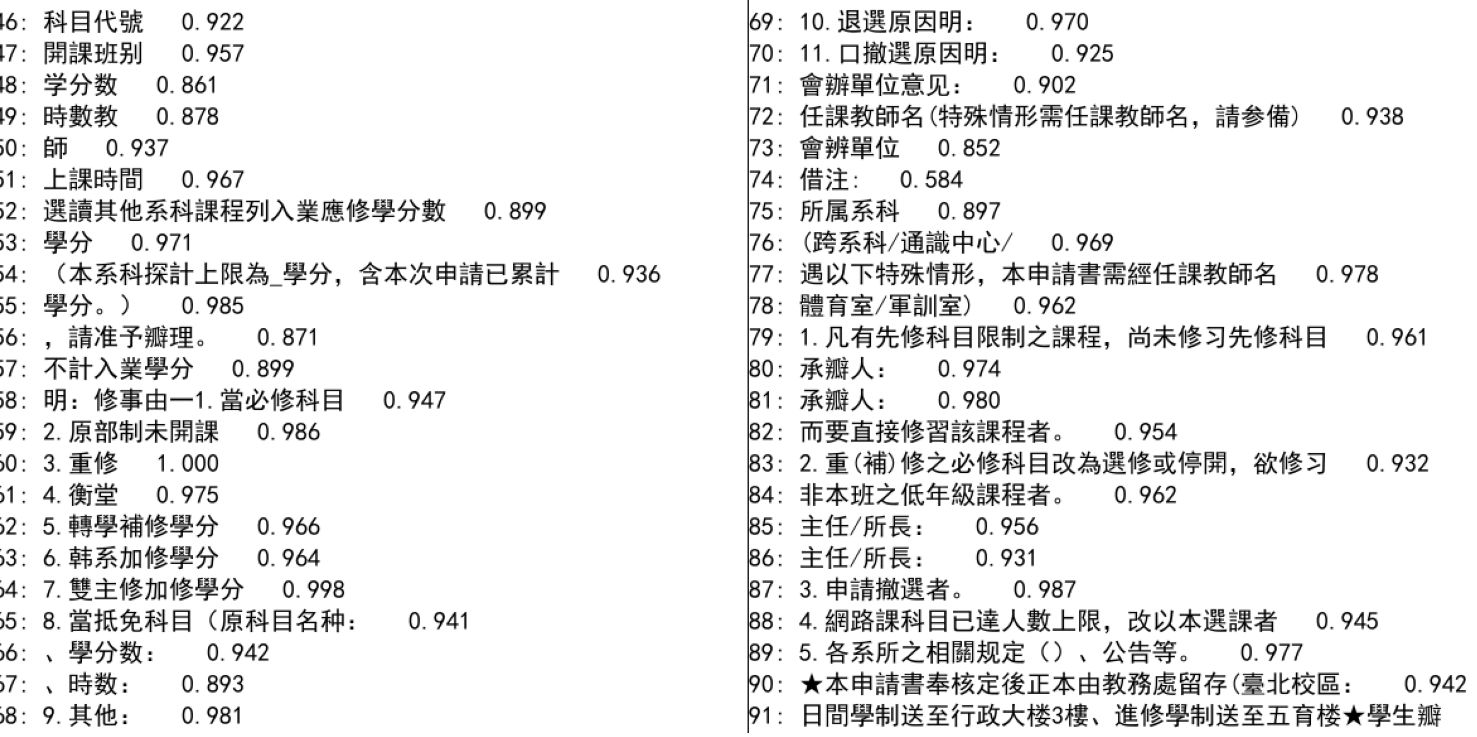 46: 科目代號 0.922
47: 開課班别 0.957
48: 学分数 0.861
49: 時數教 0.878
50: 師 0.937
51: 上課時間 0.967
52: 選讀其他系科課程列入業應修學分數 0.899
53: 學分 0.971
54: （本系科探計上限為_學分，含本次申請已累計 0.936
55: 學分。） 0.985
56: ，請准予瓣理。 0.871
57: 不計入業學分 0.899
58: 明：修事由一1.當必修科目 0.947
59: 2.原部制未開課 0.986
60: 3.重修 1.000
61: 4.衡堂 0.975
62: 5.轉學補修學分 0.966
63: 6.韩系加修學分 0.964
64: 7.雙主修加修學分 0.998
65: 8.當抵免科目（原科目名种： 0.941
66: 、學分数： 0.942
67: 、時数： 0.893
68: 9.其他： 0.981
69: 10.退選原因明： 0.970
70: 11.口撤選原因明： 0.925
71: 會辦單位意见： 0.902
72: 任課教師名(特殊情形需任課教師名，請参備) 0.938
73: 會辨單位 0.852
74: 借注: 0.584
75: 所属系科 0.897
76: (跨系科/通識中心/ 0.969
77: 遇以下特殊情形，本申請書需經任課教師名 0.978
78: 體育室/軍訓室) 0.962
79: 1.凡有先修科目限制之課程，尚未修习先修科目 0.961
80: 承瓣人： 0.974
81: 承瓣人： 0.980
82: 而要直接修習該課程者。 0.954
83: 2.重(補)修之必修科目改為選修或停開，欲修习 0.932
84: 非本班之低年級課程者。 0.962
85: 主任/所長： 0.956
86: 主任/所長： 0.931
87: 3.申請撤選者。 0.987
88: 4.網路課科目已達人數上限，改以本選課者 0.945
89: 5.各系所之相關规定（）、公告等。 0.977
90: ★本申請書奉核定後正本由教務處留存(臺北校區： 0.942
91: 日間學制送至行政大楼3樓、進修學制送至五育楼★學生瓣